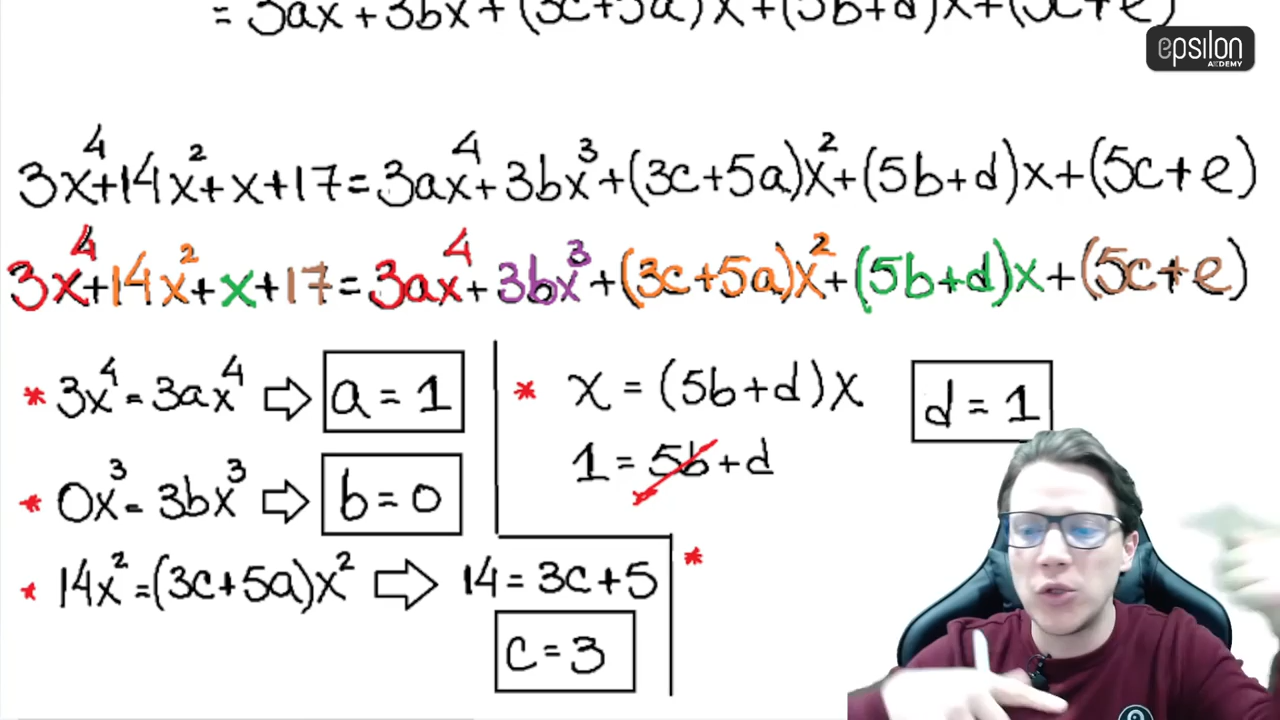 = 3ax + 3bx + (3c+5a)x + (5b+d)x + (5c+e)
epsilon
AKADEMY
3x⁴+14x²+x+17=3ax⁴+3bx³+(3c+5a)x²+(5b+d)x+(5c+e)
3x⁴+14x²+x+17=3ax⁴+3bx³+(3c+5a)x²+(5b+d)x+(5c+e)
* 3x⁴=3ax⁴ ⇨ a=1
* 0x³=3bx³ ⇨ b=0
* 14x²=(3c+5a)x² ⇨ 14=3c+5
c=3
* x=(5b+d)x
d=1
1=5b+d
*